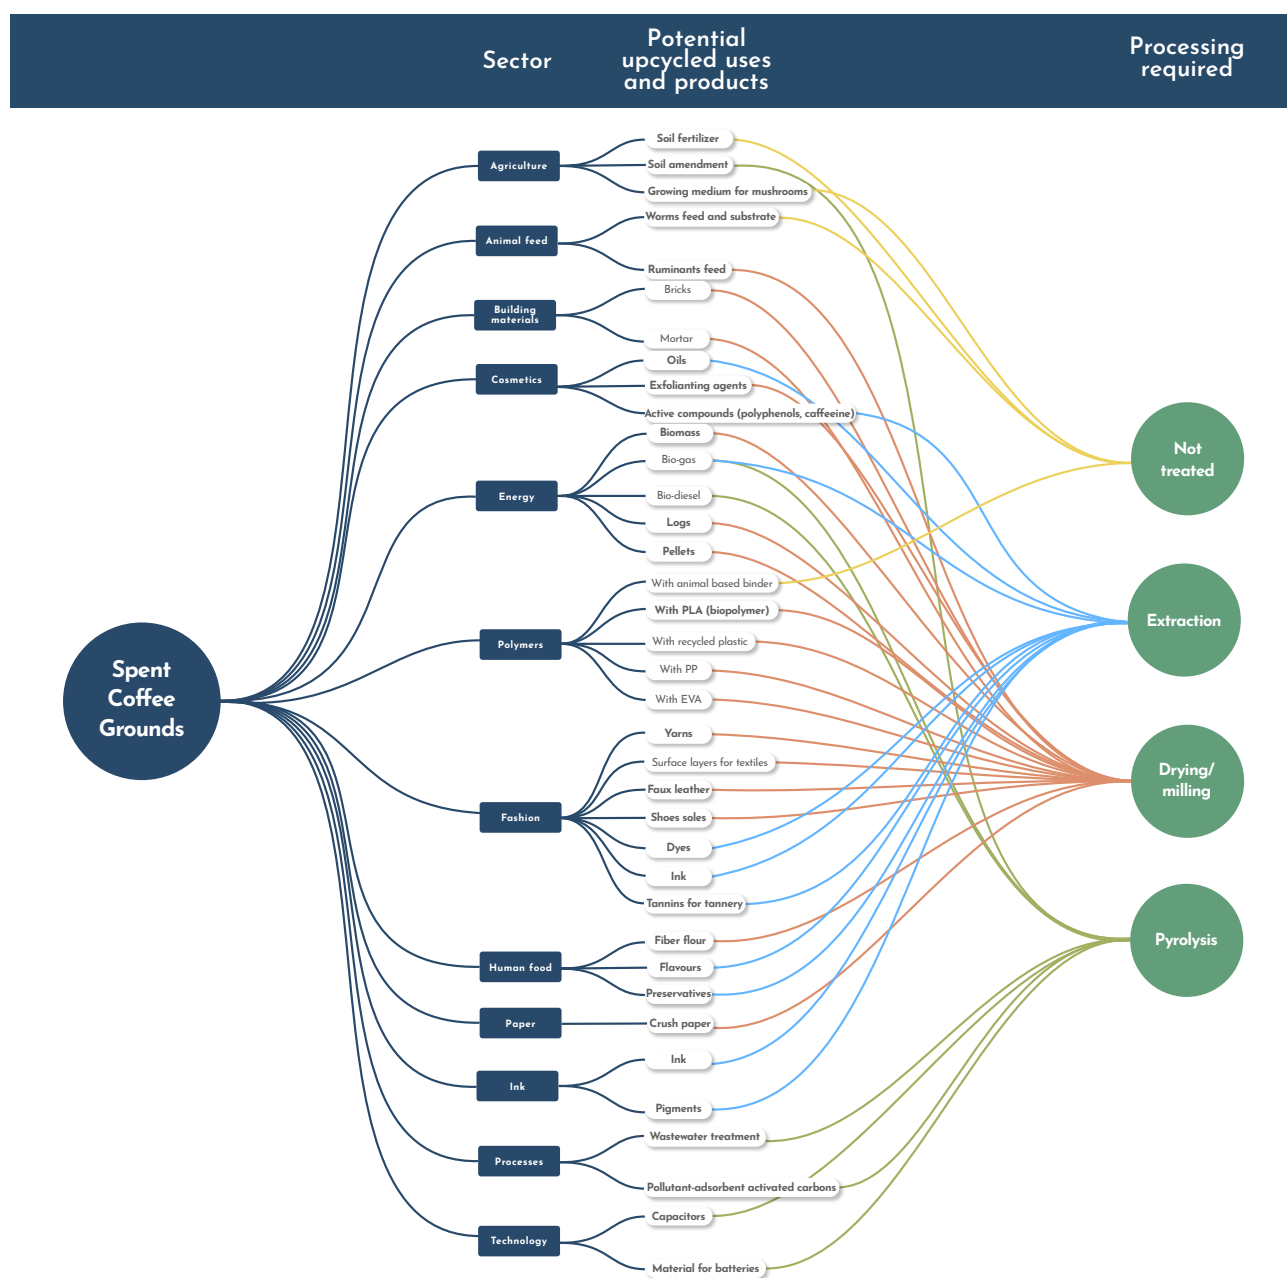 Sector
Potential
upcycled uses
and products
Processing
required
Spent
Coffee
Grounds
Agriculture
Soil fertilizer
Soil amendment
Growing medium for mushrooms
Animal feed
Worms feed and substrate
Ruminants feed
Building
materials
Bricks
Mortar
Cosmetics
Oils
Exfolianting agents
Active compounds (polyphenols, caffeeine)
Energy
Biomass
Bio-gas
Bio-diesel
Logs
Pellets
Polymers
With animal based binder
With PLA (biopolymer)
With recycled plastic
With PP
With EVA
Fashion
Yarns
Surface layers for textiles
Faux leather
Shoes soles
Dyes
Ink
Tannins for tannery
Human food
Fiber flour
Flavours
Preservatives
Paper
Crush paper
Ink
Ink
Pigments
Processes
Wastewater treatment
Pollutant-adsorbent activated carbons
Technology
Capacitors
Material for batteries
Not
treated
Extraction
Drying/
milling
Pyrolysis